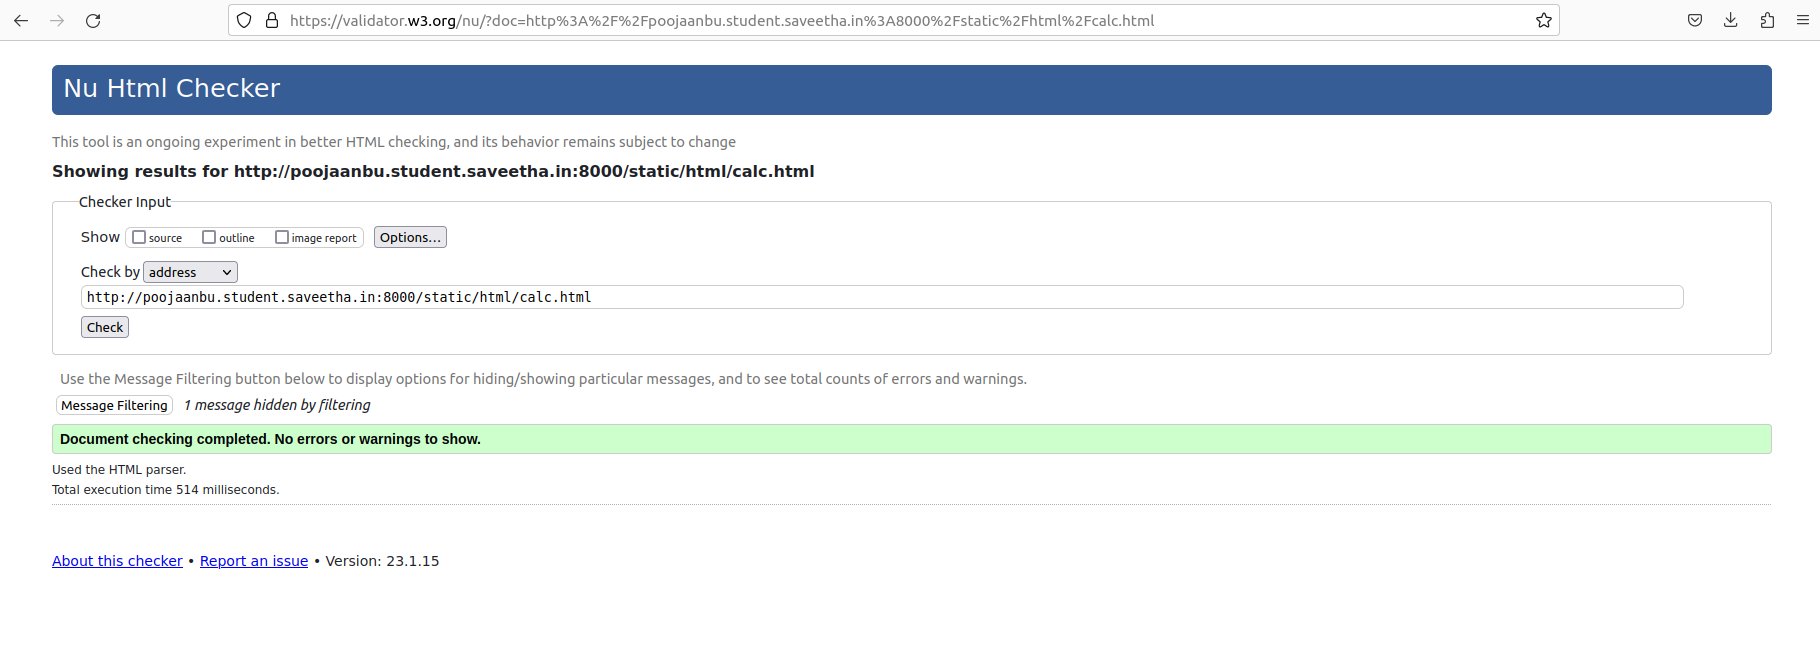 https://validator.w3.org/nu/?doc=http%3A%2F%2Fpoojaanbu.student.saveetha.in%3A8000%2Fstatic%2Fhtml%2Fcalc.html
Nu Html Checker
This tool is an ongoing experiment in better HTML checking, and its behavior remains subject to change
Showing results for http://poojaanbu.student.saveetha.in:8000/static/html/calc.html
Checker Input
Show source outline image report Options...
Check by address
http://poojaanbu.student.saveetha.in:8000/static/html/calc.html
Check
Use the Message Filtering button below to display options for hiding/showing particular messages, and to see total counts of errors and warnings.
Message Filtering 1 message hidden by filtering
Document checking completed. No errors or warnings to show.
Used the HTML parser.
Total execution time 514 milliseconds.
About this checker • Report an issue • Version: 23.1.15